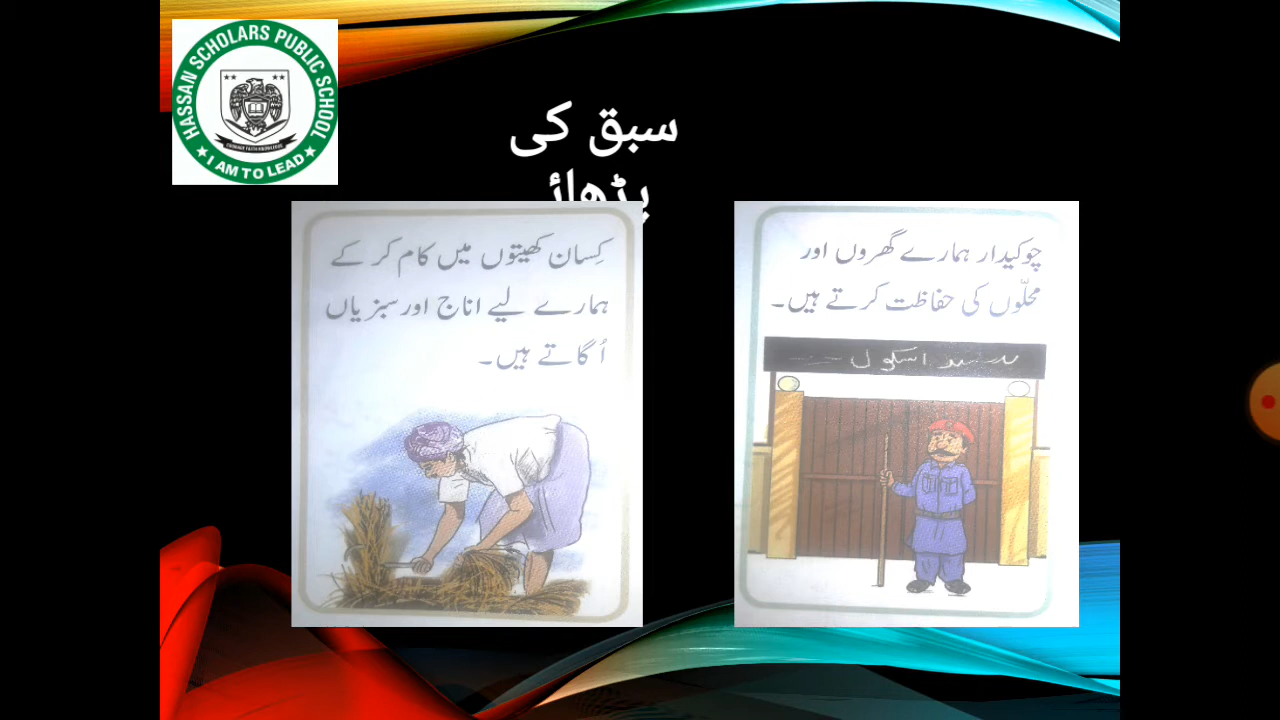 HASSAN SCHOLARS PUBLIC SCHOOL
I AM TO LEAD
سبق کی
پڑھائی
چوکیدار ہمارے گھروں اور
محلّوں کی حفاظت کرتے ہیں۔
اسکول
کِسان کھیتوں میں کام کر کے
ہمارے لیے اناج اور سبزیاں
اُگاتے ہیں۔